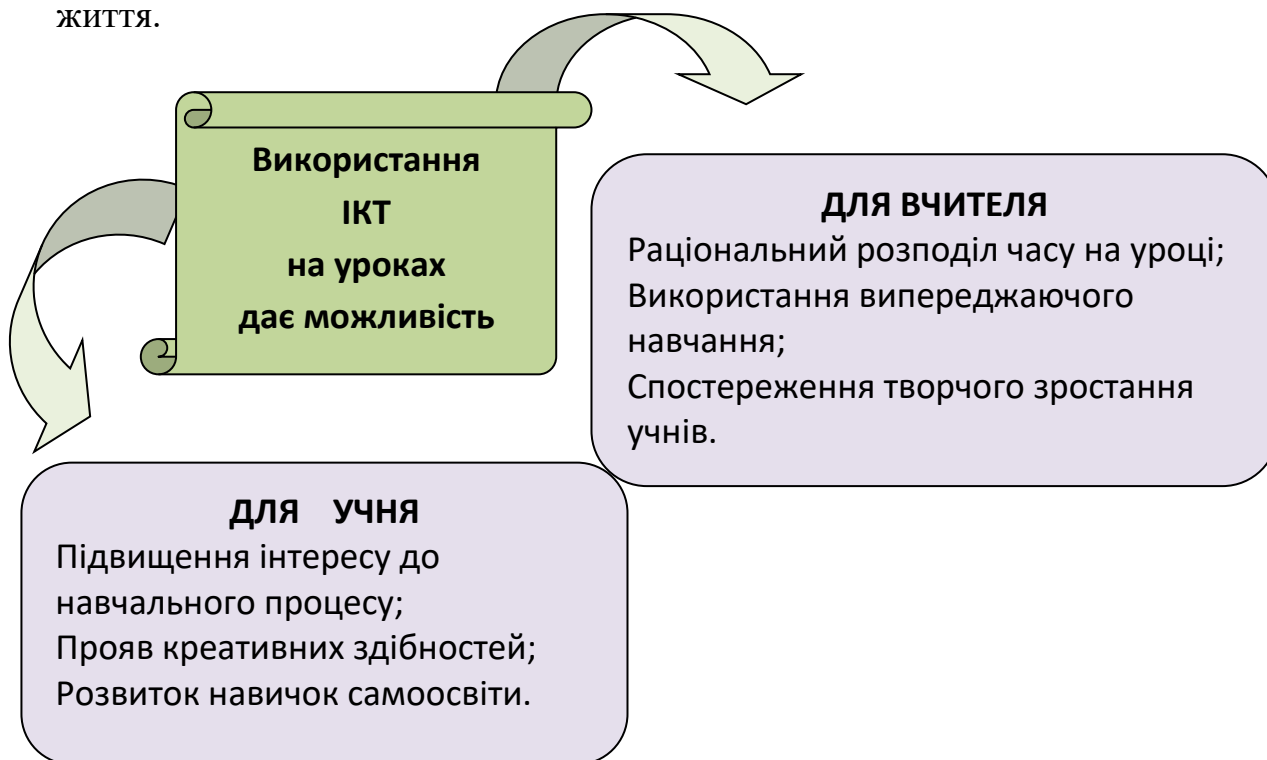 життя.
Використання
ІКТ
на уроках
дає можливість
ДЛЯ ВЧИТЕЛЯ
Раціональний розподіл часу на уроці;
Використання випереджаючого
навчання;
Спостереження творчого зростання
учнів.
ДЛЯ УЧНЯ
Підвищення інтересу до
навчального процесу;
Прояв креативних здібностей;
Розвиток навичок самоосвіти.